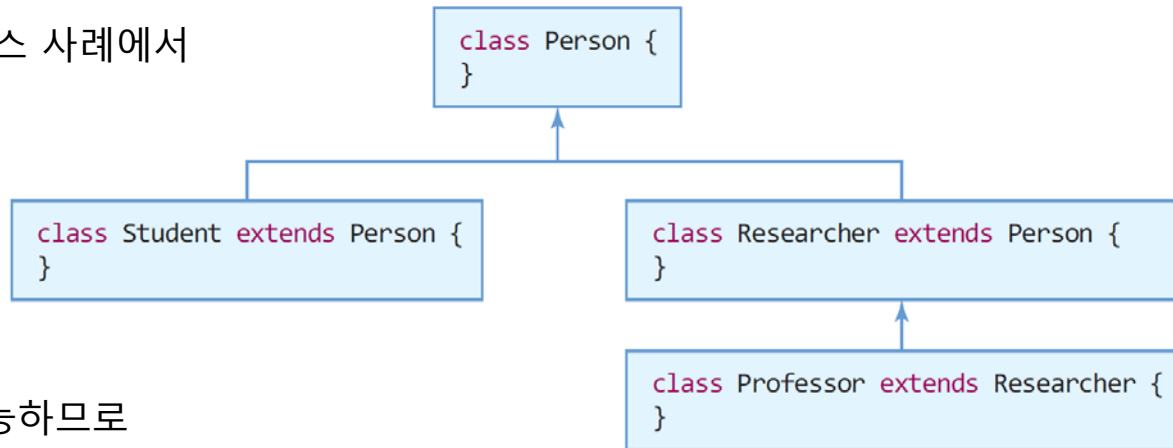 스 사례에서
class Person {
}
class Student extends Person {
}
class Researcher extends Person {
}
class Professor extends Researcher {
}
하므로